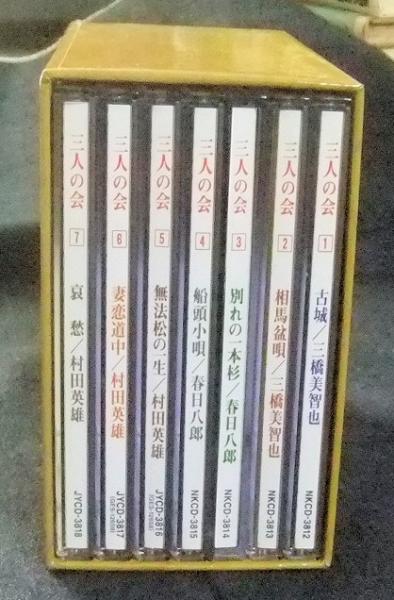 三人の会 1 古城/三橋美智也 NKCD-3812
三人の会 2 相馬盆唄/三橋美智也 NKCD-3813
三人の会 3 別れの一本杉/春日八郎 NKCD-3814
三人の会 4 船頭小唄/春日八郎 NKCD-3815
三人の会 5 無法松の一生/村田英雄 JYCD-3816
三人の会 6 妻恋道中/村田英雄 JYCD-3817
三人の会 7 哀愁/村田英雄 JYCD-3818